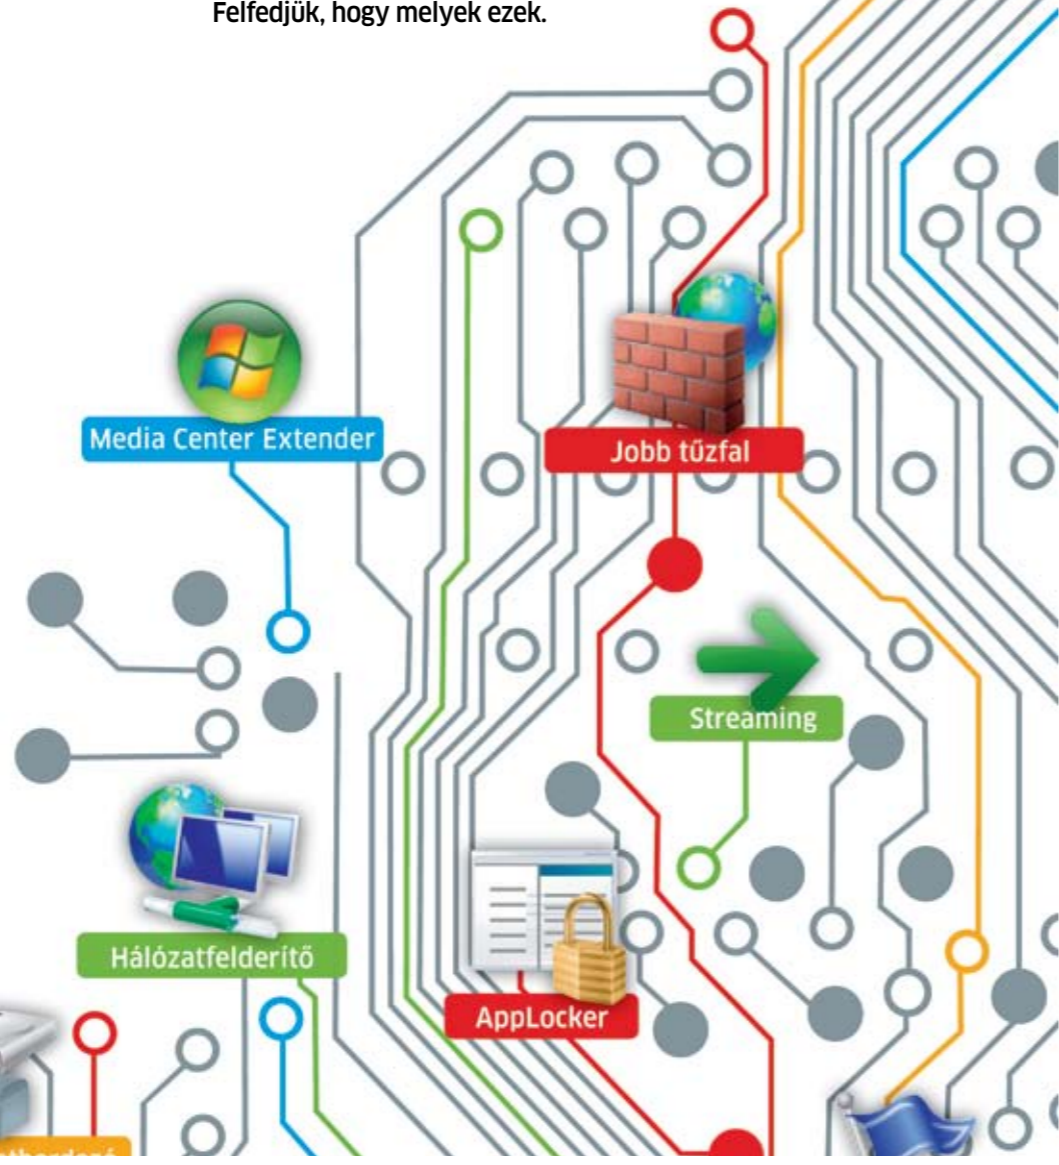 Felfedjük, hogy melyek ezek.
Media Center Extender
Jobb tűzfal
Streaming
Hálózatfelderítő
AppLocker